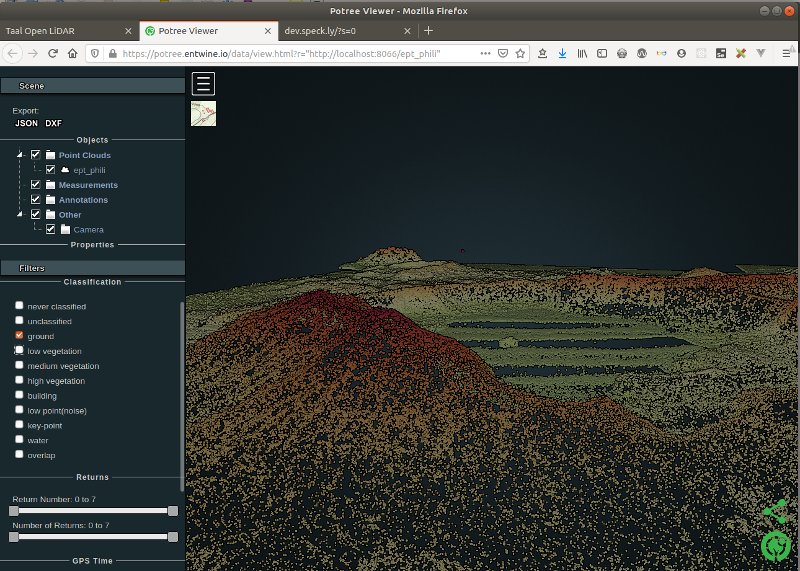 Potree Viewer - Mozilla Firefox
Taal Open LiDAR
Potree Viewer
dev.speck.ly/?s=0
https://potree.entwine.io/data/view.html?r="http://localhost:8066/ept_phili"
Scene
Export:
JSON DXF
Objects
Point Clouds
ept_phili
Measurements
Annotations
Other
Camera
Properties
Filters
Classification
never classified
unclassified
ground
low vegetation
medium vegetation
high vegetation
building
low point(noise)
key-point
water
overlap
Returns
Return Number: 0 to 7
Number of Returns: 0 to 7
GPS Time